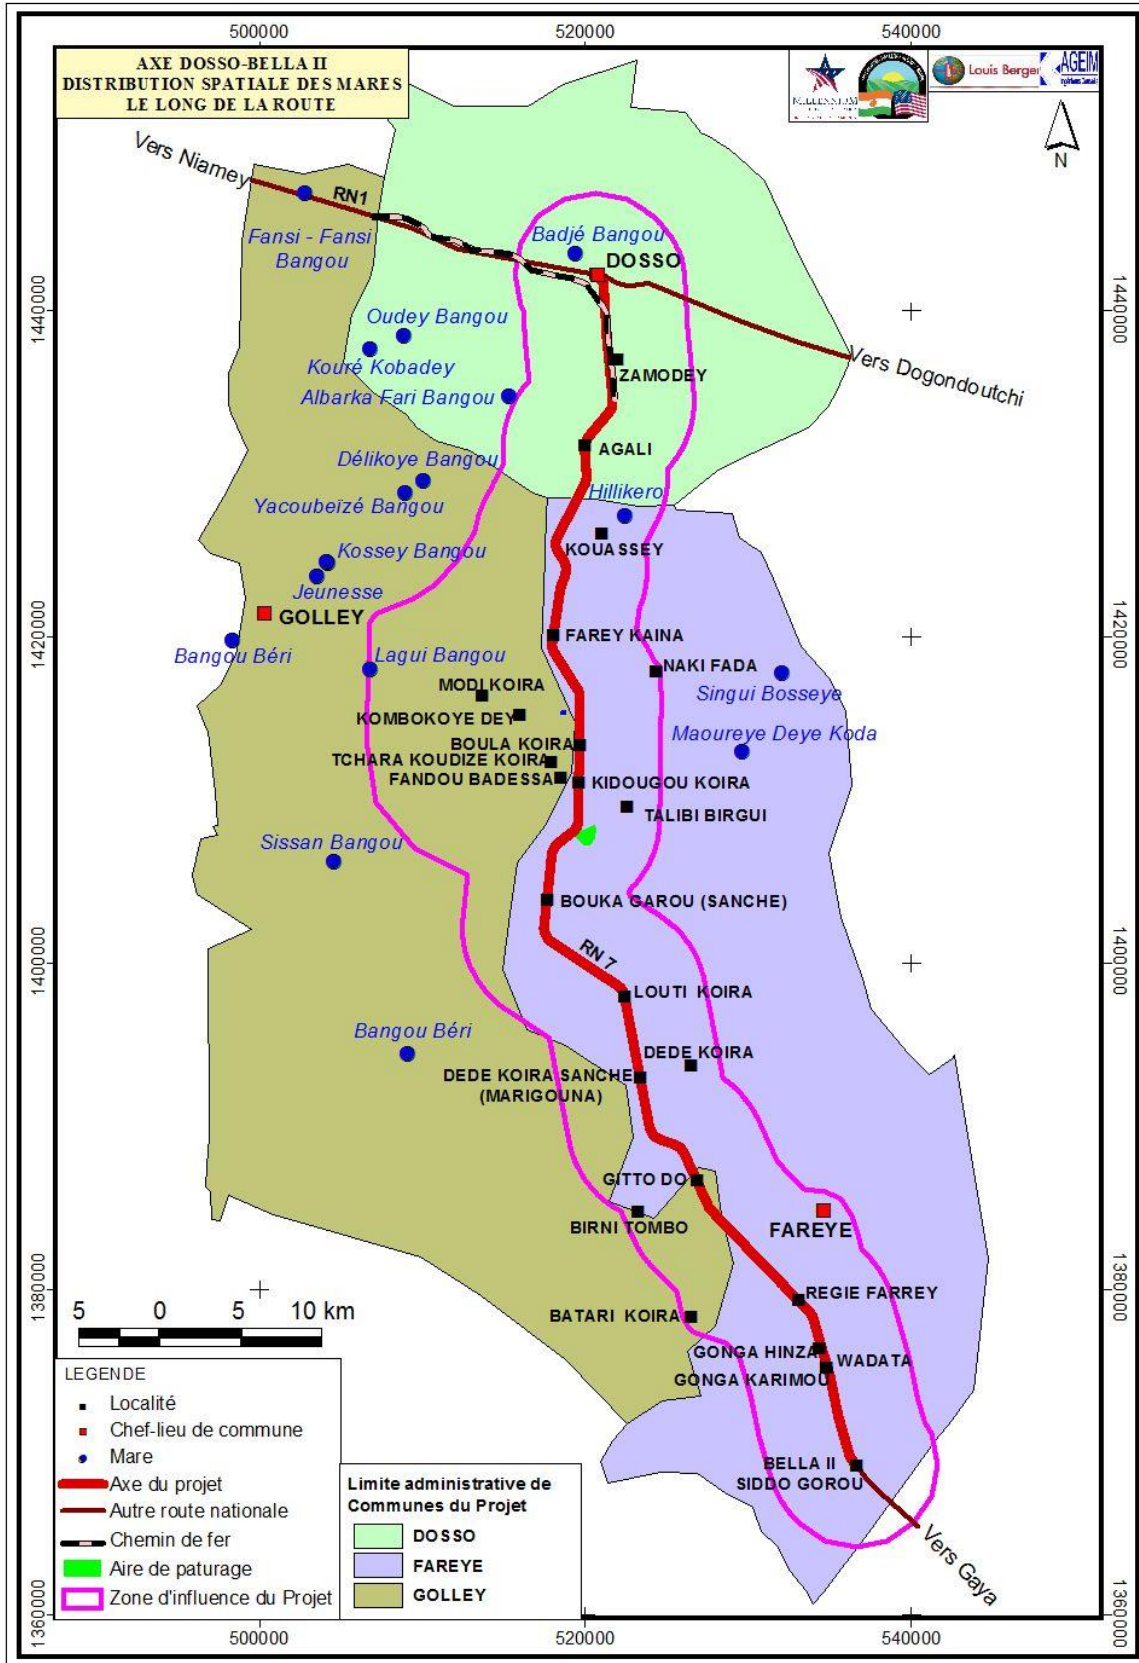 500000
520000
540000
AXE DOSSO-BELLA II
DISTRIBUTION SPATIALE DES MARES
LE LONG DE LA ROUTE
MILLENNIUM
Louis Berger
AGEIM
N
Vers Niamey
RN1
Fansi - Fansi
Bangou
Badjé Bangou
DOSSO
1440000
1440000
Oudey Bangou
Kouré Kobadey
ZAMODEY
Vers Dogondoutchi
Albarka Fari Bangou
AGALI
Délikoye Bangou
Hillikero
Yacoubeïzé Bangou
KOUASSEY
Kossey Bangou
Jeunesse
GOLLEY
1420000
FAREY KAINA
1420000
Bangou Béri
Lagui Bangou
NAKI FADA
MODI KOIRA
Singui Bosseye
KOMBOKOYE DEY
Maoureye Deye Koda
BOULA KOIRA
TCHARA KOUDIZE KOIRA
FANDOU BADESSA
KIDOUGOU KOIRA
TALIBI BIRGUI
Sissan Bangou
BOUKA GAROU (SANCHE)
1400000
RN 7
1400000
LOUTI KOIRA
Bangou Béri
DEDE KOIRA
DEDE KOIRA SANCHE
(MARIGOUNA)
GITTO DO
BIRNI TOMBO
FAREYE
1380000
1380000
REGIE FARREY
5 0 5 10 km
BATARI KOIRA
GONGA HINZA
WADATA
GONGA KARIMOU
BELLA II
SIDDO GOROU
Vers Gaya
LEGENDE
Localité
Chef-lieu de commune
Mare
Axe du projet
Autre route nationale
Chemin de fer
Aire de paturage
Zone d'influence du Projet
Limite administrative de
Communes du Projet
DOSSO
FAREYE
GOLLEY
1360000
1360000
500000
520000
540000